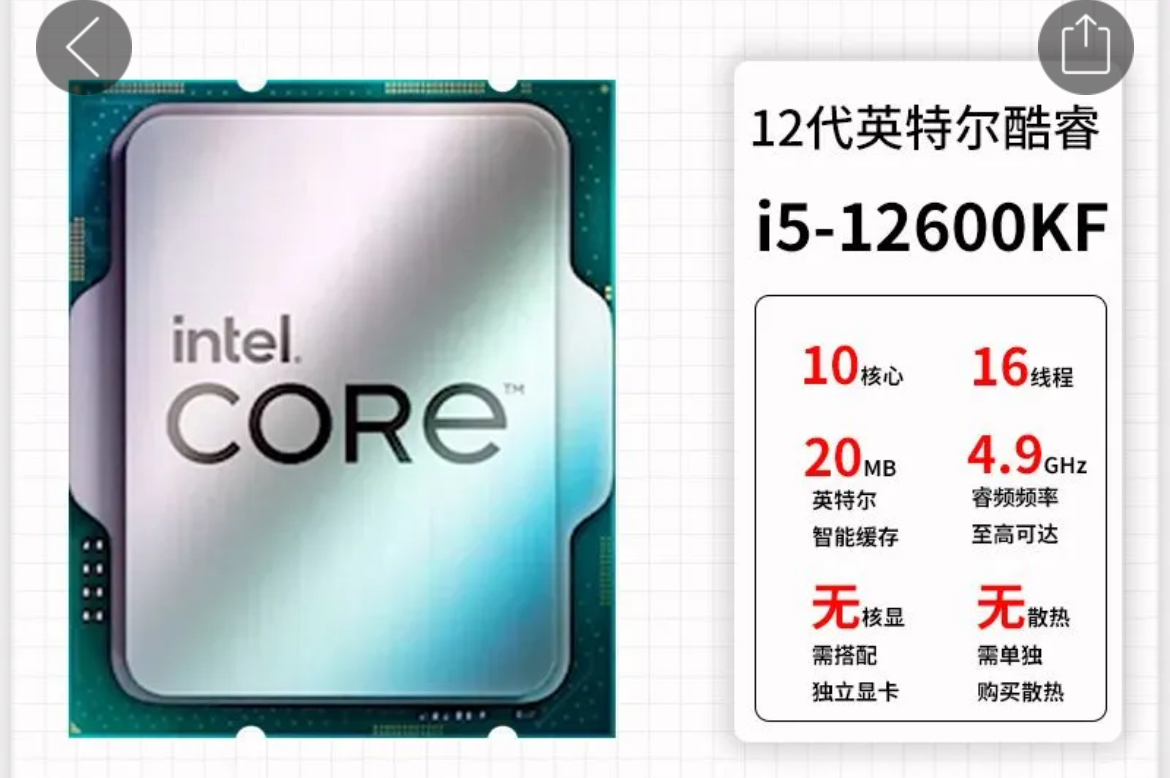 intel.
CORe™
12代英特尔酷睿
i5-12600KF
10核心 16线程
20MB 4.9GHz
英特尔 睿频频率
智能缓存 至高可达
无核显 无散热
需搭配 需单独
独立显卡 购买散热